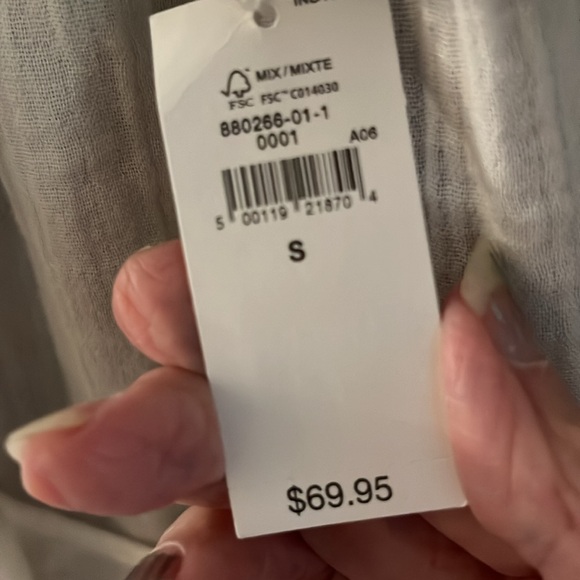 MIX/MIXTE
FSC FSC™ C014030
880266-01-1
0001 A06
5 00119 21870 4
S
$69.95